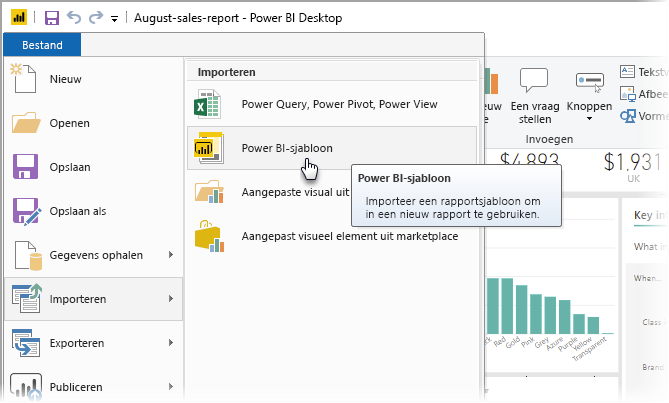 August-sales-report - Power BI Desktop
Bestand
Nieuw
Openen
Opslaan
Opslaan als
Gegevens ophalen
Importeren
Exporteren
Publiceren
Importeren
Power Query, Power Pivot, Power View
Power BI-sjabloon
Aangepaste visual uit
Aangepast visueel element uit marketplace
Power BI-sjabloon
Importeer een rapportsjabloon om
in een nieuw rapport te gebruiken.
Een vraag
stellen
Knoppen
Tekstv
Afbee
Vorme
Invoegen
$4,893
$1,931
UK
Key in
What in
When...
Class i
Brand
Red
Gold
Pink
Grey
Azure
Purple
Yellow
Transparent